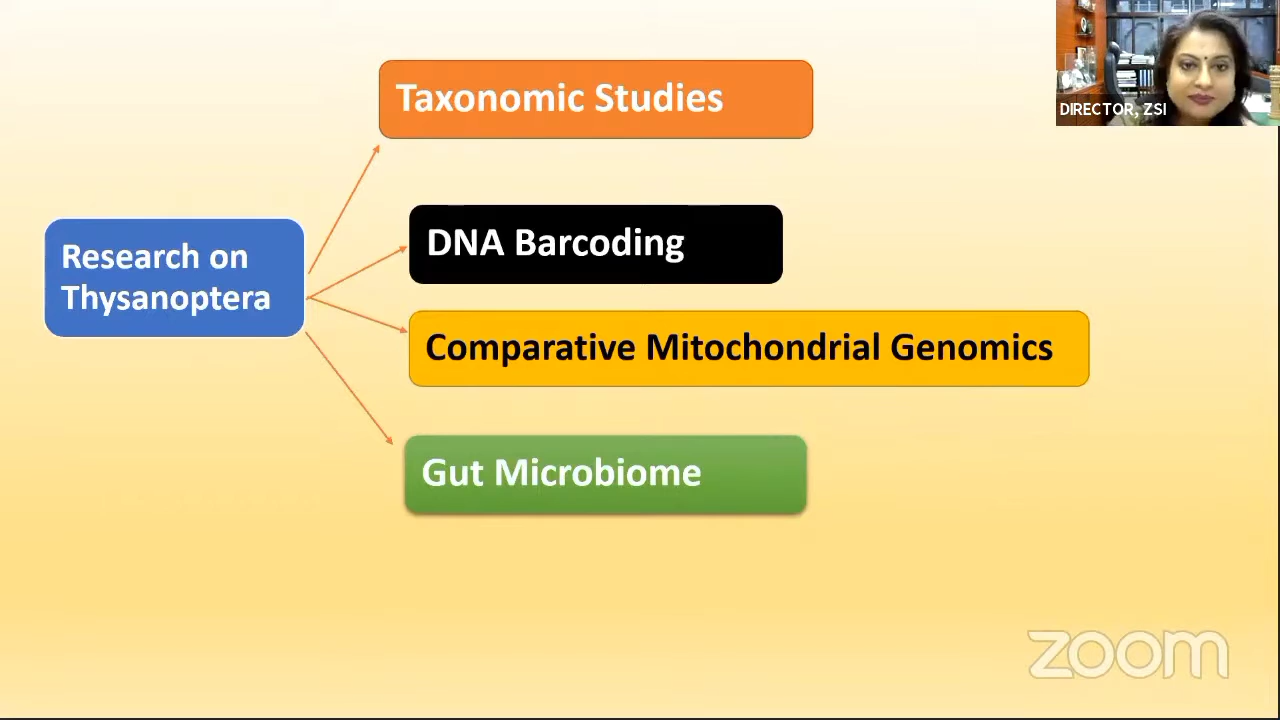 Taxonomic Studies
DIRECTOR, ZSI
DNA Barcoding
Research on
Thysanoptera
Comparative Mitochondrial Genomics
Gut Microbiome
zoom